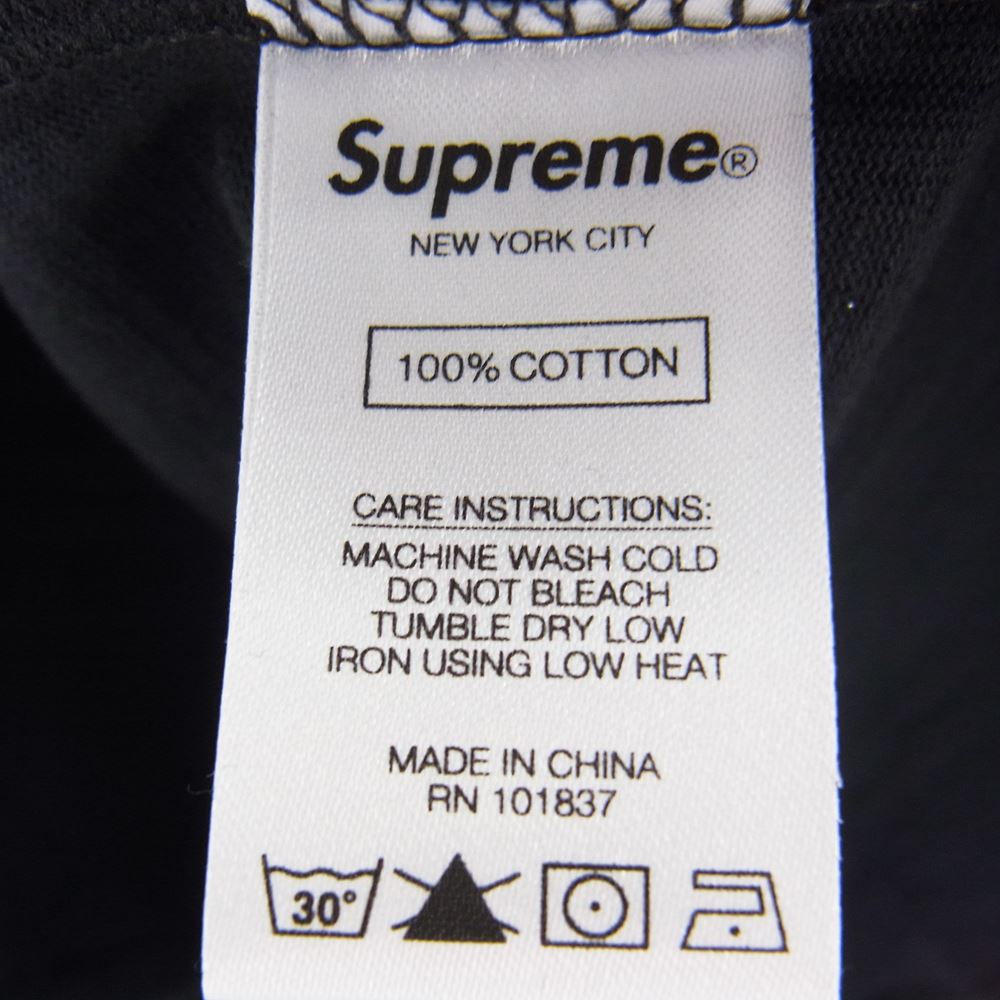 Supreme®
NEW YORK CITY
100% COTTON
CARE INSTRUCTIONS:
MACHINE WASH COLD
DO NOT BLEACH
TUMBLE DRY LOW
IRON USING LOW HEAT
MADE IN CHINA
RN 101837
30°